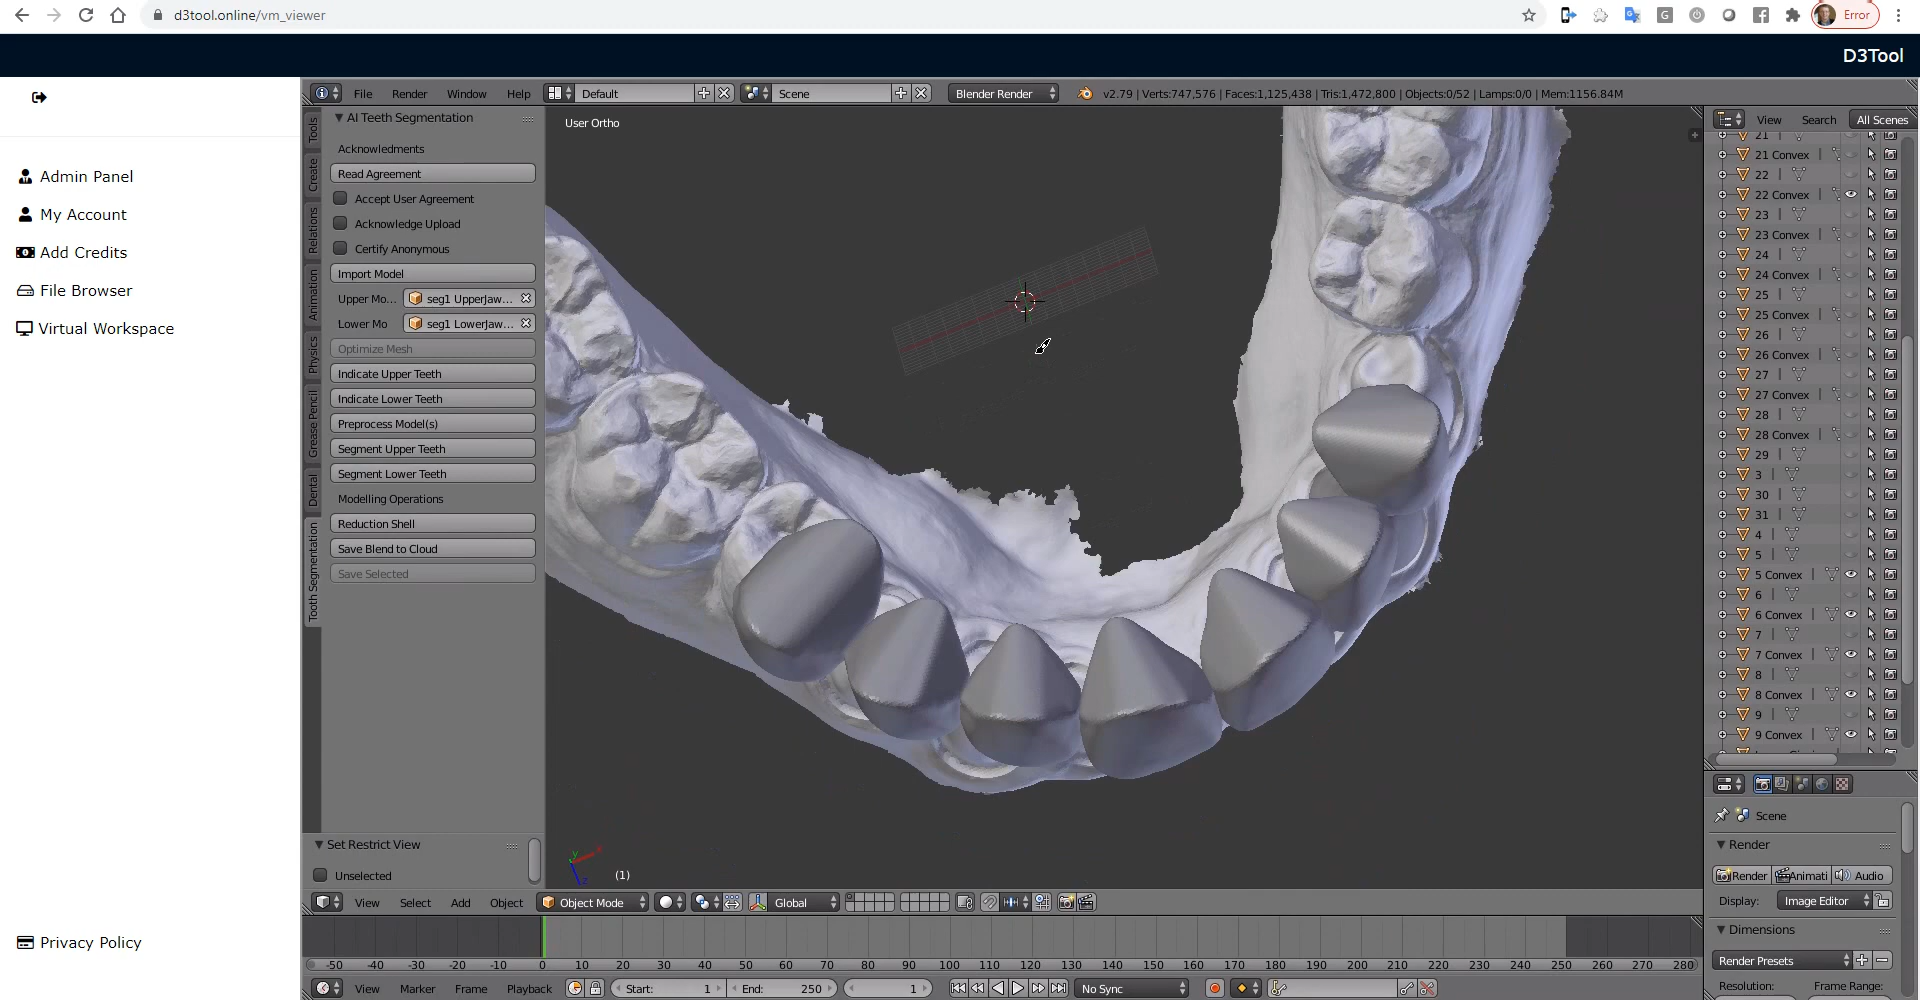 d3tool.online/vm_viewer
Error
D3Tool
Admin Panel
My Account
Add Credits
File Browser
Virtual Workspace
Privacy Policy
File Render Window Help Default Scene Blender Render v2.79 | Verts:747,576 | Faces:1,125,438 | Tris:1,472,800 | Objects:0/52 | Lamps:0/0 | Mem:1156.84M
Tools
Create
Relations
Animation
Physics
Grease Pencil
Dental
Tooth Segmentation
AI Teeth Segmentation
Acknowledments
Read Agreement
Accept User Agreement
Acknowledge Upload
Certify Anonymous
Import Model
Upper Mo... seg1 UpperJaw...
Lower Mo seg1 LowerJaw...
Optimize Mesh
Indicate Upper Teeth
Indicate Lower Teeth
Preprocess Model(s)
Segment Upper Teeth
Segment Lower Teeth
Modelling Operations
Reduction Shell
Save Blend to Cloud
Save Selected
Set Restrict View
Unselected
User Ortho
y
z
(1)
View Select Add Object Object Mode Global
-50 -40 -30 -20 -10 0 10 20 30 40 50 60 70 80 90 100 110 120 130 140 150 160 170 180 190 200 210 220 230 240 250 260 270 280
View Marker Frame Playback Start: 1 End: 250 1 No Sync
View Search All Scenes
21
21 Convex
22
22 Convex
23
23 Convex
24
24 Convex
25
25 Convex
26
26 Convex
27
27 Convex
28
28 Convex
29
3
30
31
4
5
5 Convex
6
6 Convex
7
7 Convex
8
8 Convex
9
9 Convex
Scene
Render
Render Animati Audio
Display: Image Editor
Dimensions
Render Presets
Resolution: Frame Range: